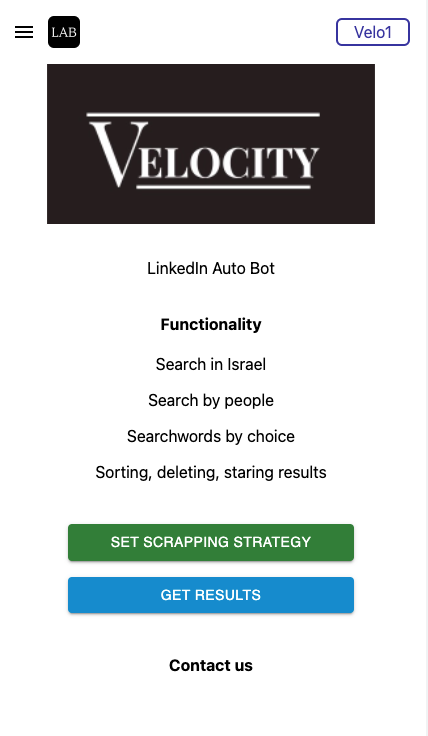 LAB
Velo1
VELOCITY
LinkedIn Auto Bot
Functionality
Search in Israel
Search by people
Searchwords by choice
Sorting, deleting, staring results
SET SCRAPPING STRATEGY
GET RESULTS
Contact us